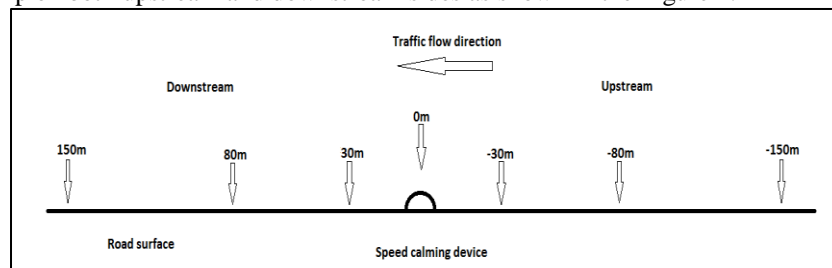 Traffic flow direction
Downstream
Upstream
0m
150m
80m
30m
-30m
-80m
-150m
Road surface
Speed calming device